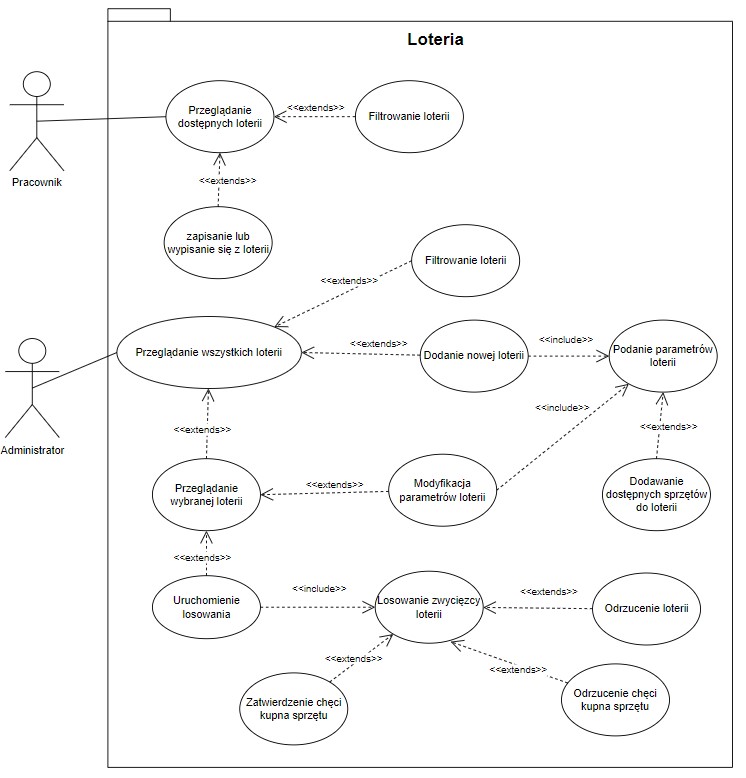 Loteria
Przeglądanie
dostępnych loterii
<<extends>>
Filtrowanie loterii
Pracownik
<<extends>>
zapisanie lub
wypisanie się z loterii
Filtrowanie loterii
<<extends>>
Przeglądanie wszystkich loterii
<<extends>>
Dodanie nowej loterii
<<include>>
Podanie parametrów
loterii
Administrator
<<extends>>
<<include>>
<<extends>>
Przeglądanie
wybranej loterii
<<extends>>
Modyfikacja
parametrów loterii
Dodawanie
dostępnych sprzętów
do loterii
<<extends>>
Uruchomienie
losowania
<<include>>
Losowanie zwycięzcy
loterii
<<extends>>
Odrzucenie loterii
<<extends>>
<<extends>>
Zatwierdzenie chęci
kupna sprzętu
Odrzucenie chęci
kupna sprzętu